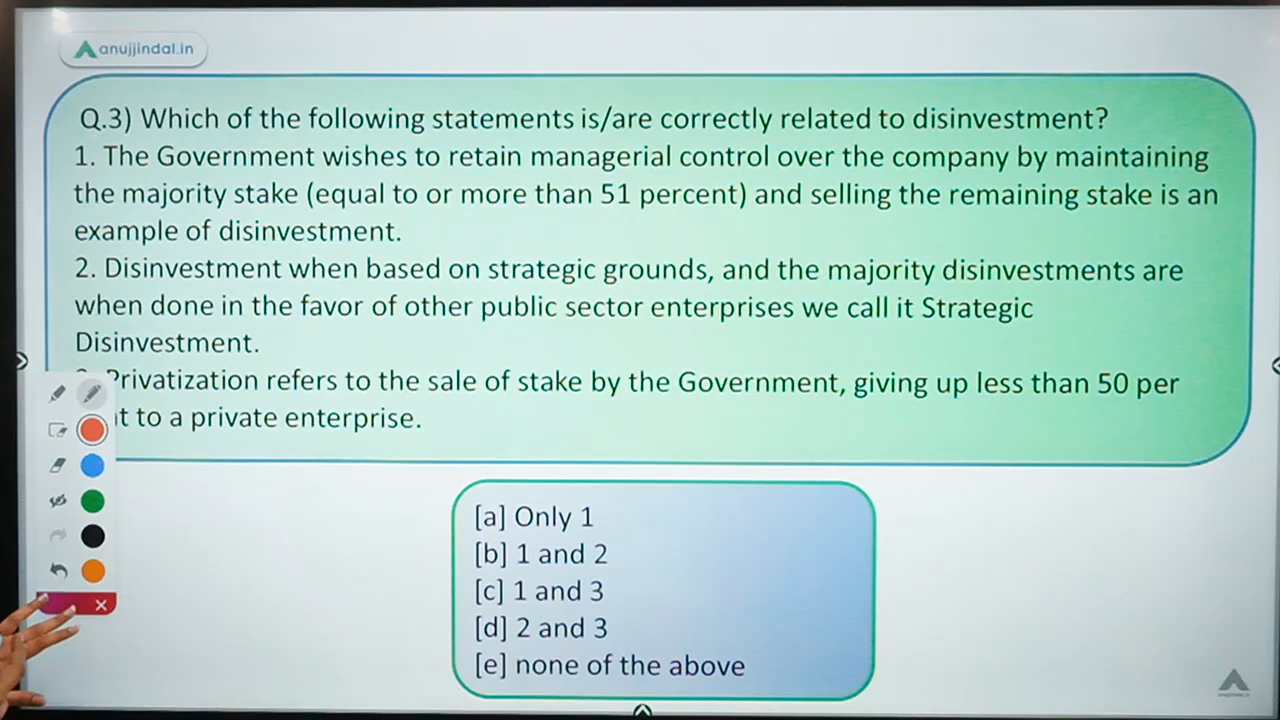 anujjindal.in
Q.3) Which of the following statements is/are correctly related to disinvestment?
1. The Government wishes to retain managerial control over the company by maintaining
the majority stake (equal to or more than 51 percent) and selling the remaining stake is an
example of disinvestment.
2. Disinvestment when based on strategic grounds, and the majority disinvestments are
when done in the favor of other public sector enterprises we call it Strategic
Disinvestment.
Privatization refers to the sale of stake by the Government, giving up less than 50 per
to a private enterprise.
[a] Only 1
[b] 1 and 2
[c] 1 and 3
[d] 2 and 3
[e] none of the above